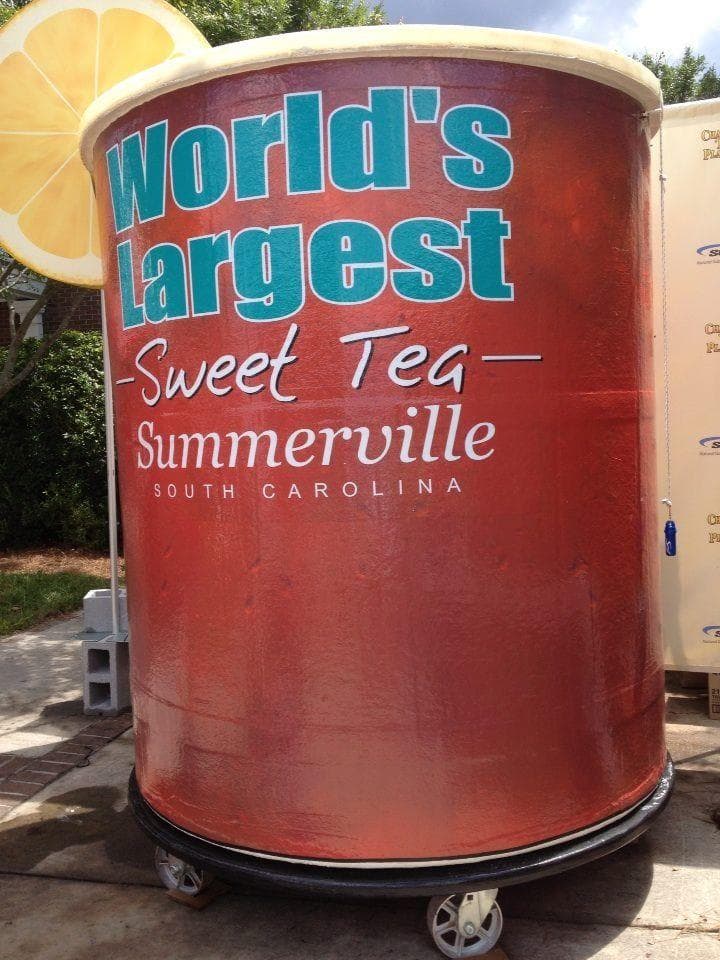 World's
Largest
Sweet Tea
Summerville
SOUTH CAROLINA